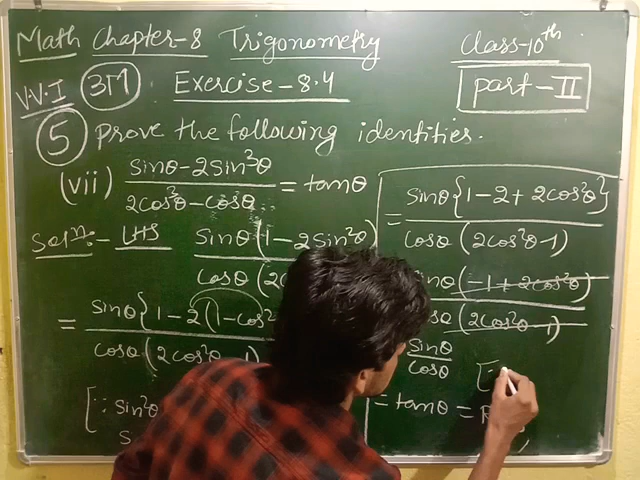 Math Chapter-8 Trigonometry Class-10th
V.V.I 3M Exercise - 8.4 part-II
5 prove the following identities.
(vii) sinθ-2sin³θ / 2cos³θ-cosθ = tanθ
Solⁿ:- LHS sinθ(1-2sin²θ) / cosθ(2c
= sinθ{1-2(1-cos² / cosθ(2cos²θ-1)
[∵ sin²θ
= sinθ{1-2+2cos²θ} / cosθ(2cos²θ-1)
sinθ(-1+2cos²θ) / cosθ(2cos²θ-1)
sinθ / cosθ
= tanθ =